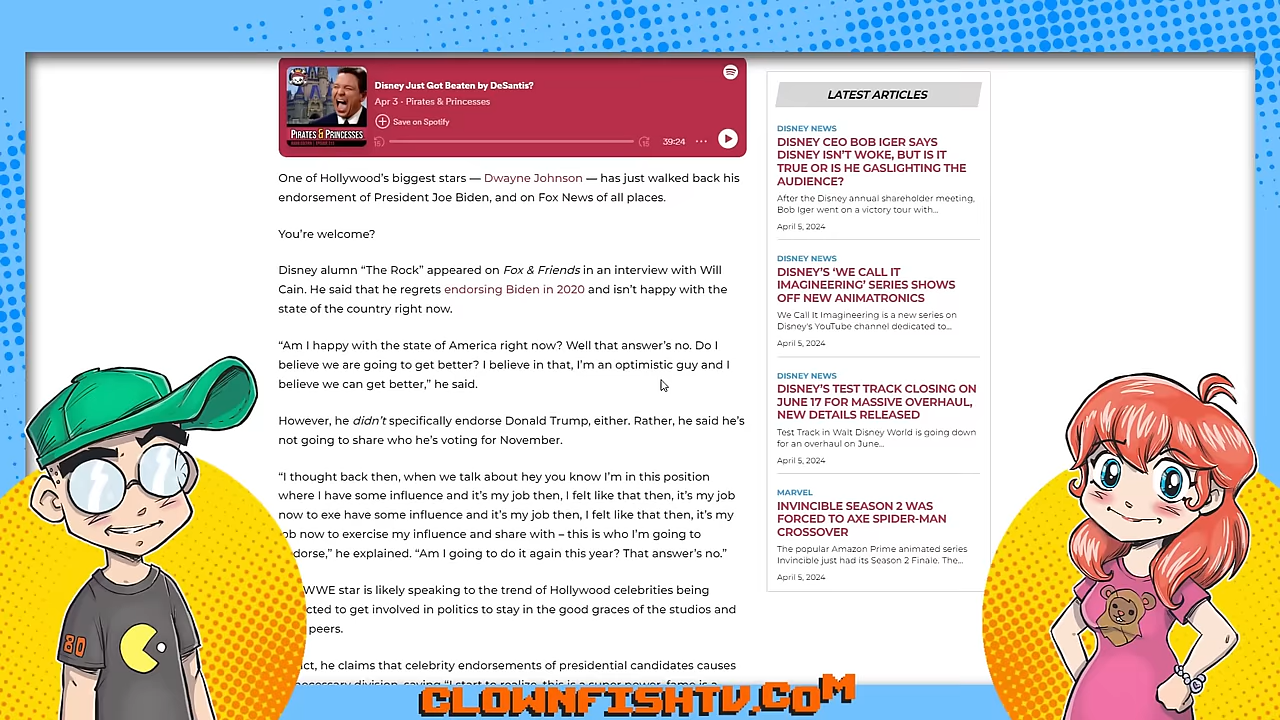 Disney Just Got Beaten by DeSantis?
Apr 3 · Pirates & Princesses
Save on Spotify
PIRATES & PRINCESSES
15
15
39:24
One of Hollywood's biggest stars — Dwayne Johnson — has just walked back his
endorsement of President Joe Biden, and on Fox News of all places.
You're welcome?
Disney alumn “The Rock” appeared on Fox & Friends in an interview with Will
Cain. He said that he regrets endorsing Biden in 2020 and isn't happy with the
state of the country right now.
“Am I happy with the state of America right now? Well that answer's no. Do I
believe we are going to get better? I believe in that, I'm an optimistic guy and I
believe we can get better,” he said.
However, he didn't specifically endorse Donald Trump, either. Rather, he said he's
not going to share who he's voting for November.
“I thought back then, when we talk about hey you know I'm in this position
where I have some influence and it's my job then, I felt like that then, it's my job
now to exe have some influence and it's my job then, I felt like that then, it's my
ob now to exercise my influence and share with – this is who I'm going to
dorse,” he explained. “Am I going to do it again this year? That answer's no.”
WWE star is likely speaking to the trend of Hollywood celebrities being
cted to get involved in politics to stay in the good graces of the studios and
peers.
ct, he claims that celebrity endorsements of presidential candidates causes
LATEST ARTICLES
DISNEY NEWS
DISNEY CEO BOB IGER SAYS
DISNEY ISN'T WOKE, BUT IS IT
TRUE OR IS HE GASLIGHTING THE
AUDIENCE?
After the Disney annual shareholder meeting,
Bob Iger went on a victory tour with...
April 5, 2024
DISNEY NEWS
DISNEY'S ‘WE CALL IT
IMAGINEERING’ SERIES SHOWS
OFF NEW ANIMATRONICS
We Call It Imagineering is a new series on
Disney's YouTube channel dedicated to...
April 5, 2024
DISNEY NEWS
DISNEY'S TEST TRACK CLOSING ON
JUNE 17 FOR MASSIVE OVERHAUL,
NEW DETAILS RELEASED
Test Track in Walt Disney World is going down
for an overhaul on June...
April 5, 2024
MARVEL
INVINCIBLE SEASON 2 WAS
FORCED TO AXE SPIDER-MAN
CROSSOVER
The popular Amazon Prime animated series
Invincible just had its Season 2 Finale. The...
April 5, 2024
80
CLOWNFISHTV.COM